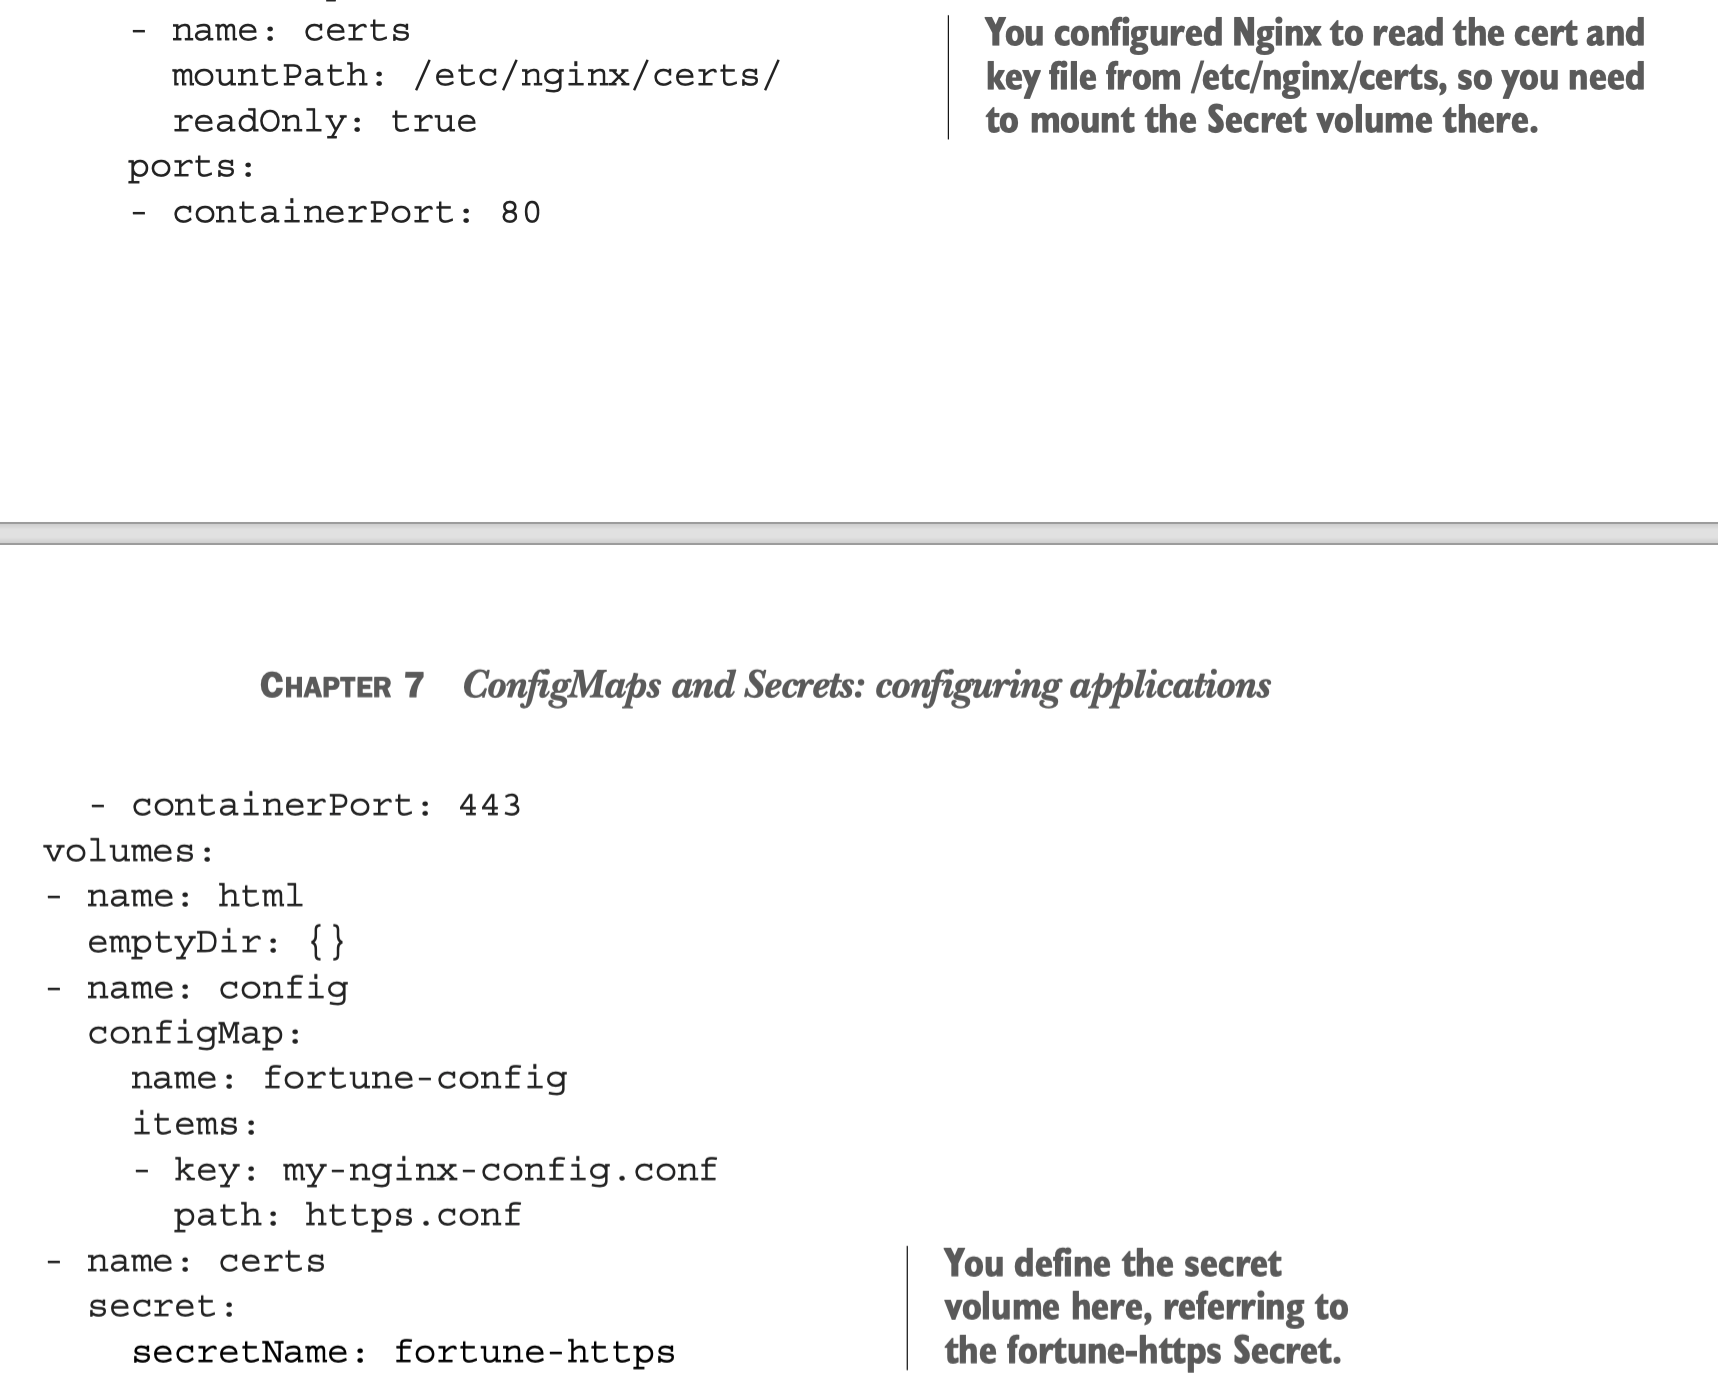 - name: certs
mountPath: /etc/nginx/certs/
readOnly: true
ports:
- containerPort: 80
You configured Nginx to read the cert and
key file from /etc/nginx/certs, so you need
to mount the Secret volume there.
CHAPTER 7 ConfigMaps and Secrets: configuring applications
- containerPort: 443
volumes:
- name: html
emptyDir: {}
- name: config
configMap:
name: fortune-config
items:
- key: my-nginx-config.conf
path: https.conf
- name: certs
secret:
secretName: fortune-https
You define the secret
volume here, referring to
the fortune-https Secret.